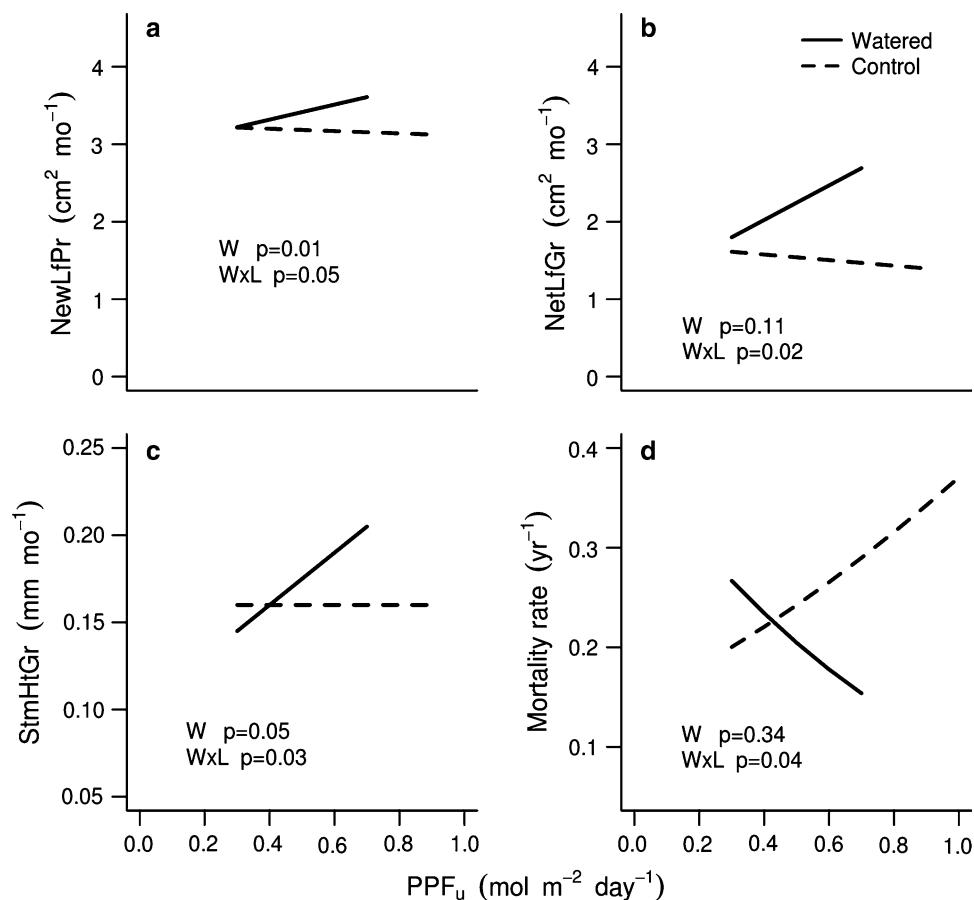 a
4
3
2
1
0
NewLfPr (cm² mo⁻¹)
W p=0.01
WxL p=0.05
b
Watered
Control
4
3
2
1
0
NetLfGr (cm² mo⁻¹)
W p=0.11
WxL p=0.02
c
0.25
0.20
0.15
0.10
0.05
StmHtGr (mm mo⁻¹)
W p=0.05
WxL p=0.03
0.0 0.2 0.4 0.6 0.8 1.0
d
0.4
0.3
0.2
0.1
Mortality rate (yr⁻¹)
W p=0.34
WxL p=0.04
0.0 0.2 0.4 0.6 0.8 1.0
PPFᵤ (mol m⁻² day⁻¹)